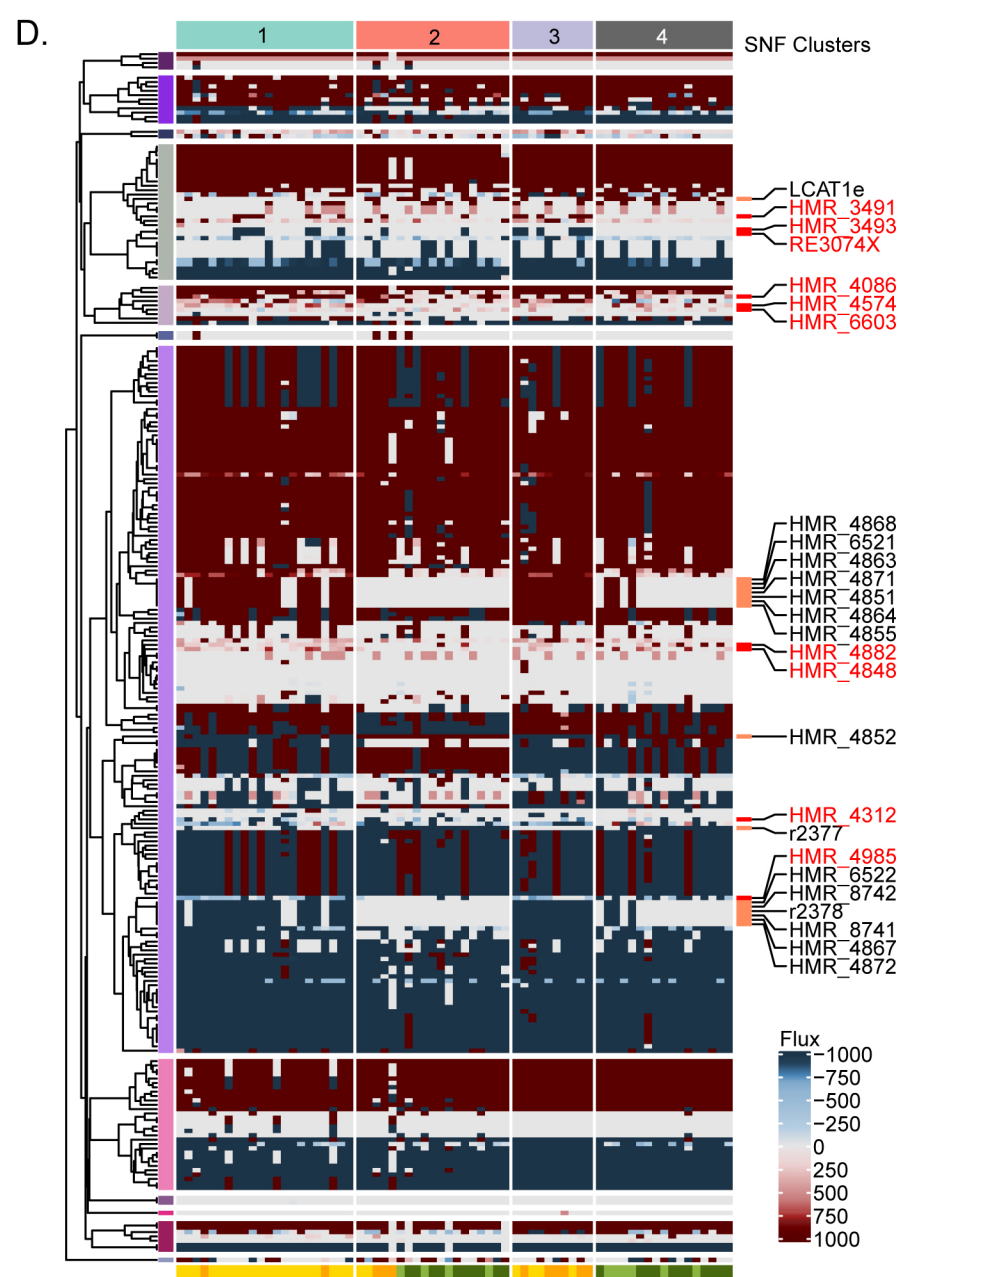 D.
1 2 3 4
SNF Clusters
LCAT1e
HMR_3491
HMR_3493
RE3074X
HMR_4086
HMR_4574
HMR_6603
HMR_4868
HMR_6521
HMR_4863
HMR_4871
HMR_4851
HMR_4864
HMR_4855
HMR_4882
HMR_4848
HMR_4852
HMR_4312
r2377
HMR_4985
HMR_6522
HMR_8742
r2378
HMR_8741
HMR_4867
HMR_4872
Flux
−1000
−750
−500
−250
0
250
500
750
1000